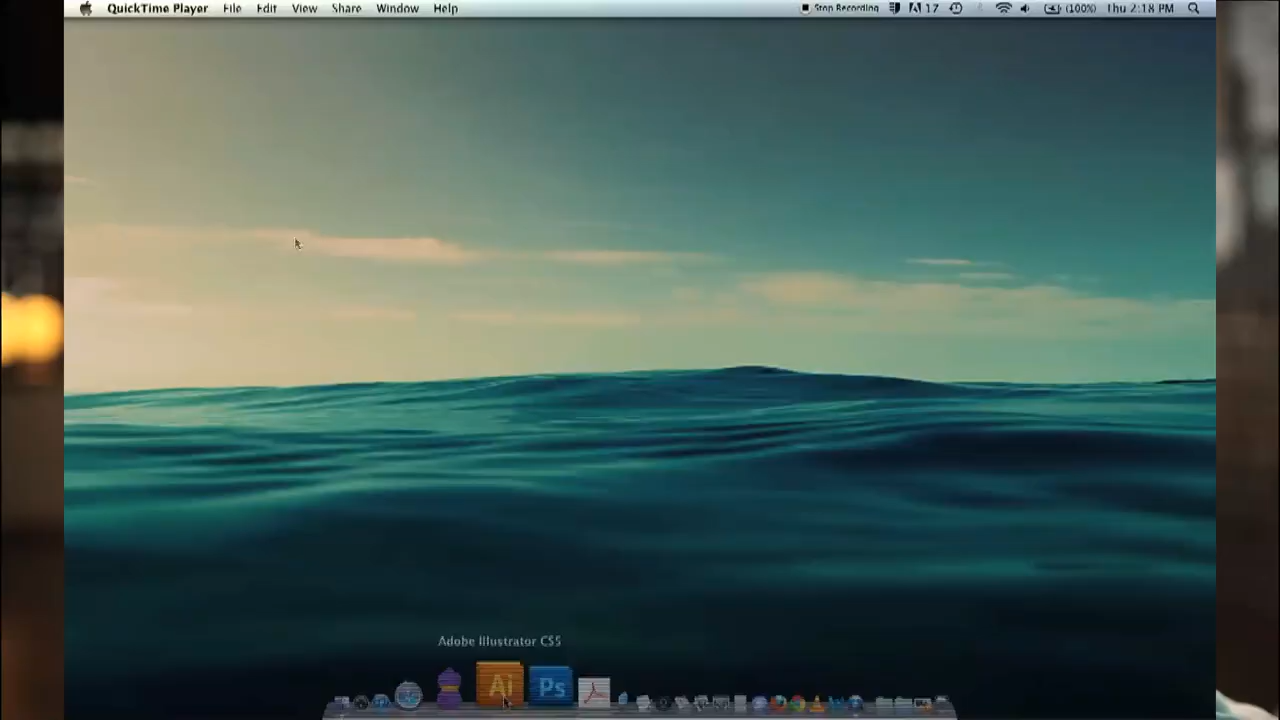 QuickTime Player File Edit View Share Window Help Stop Recording 17 (100%) Thu 2:18 PM
Adobe Illustrator CS5
Ai Ps